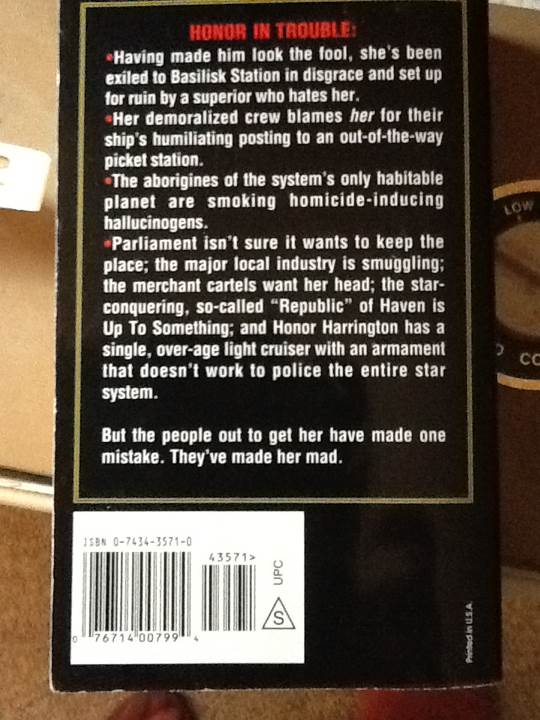 HONOR IN TROUBLE:
•Having made him look the fool, she's been
exiled to Basilisk Station in disgrace and set up
for ruin by a superior who hates her.
•Her demoralized crew blames her for their
ship's humiliating posting to an out-of-the-way
picket station.
•The aborigines of the system's only habitable
planet are smoking homicide-inducing
hallucinogens.
•Parliament isn't sure it wants to keep the
place; the major local industry is smuggling;
the merchant cartels want her head; the star-
conquering, so-called "Republic" of Haven is
Up To Something; and Honor Harrington has a
single, over-age light cruiser with an armament
that doesn't work to police the entire star
system.
But the people out to get her have made one
mistake. They've made her mad.
ISBN 0-7434-3571-0
43571>
UPC
S
0 76714 00799 4
Printed in U.S.A.
LOW
CO